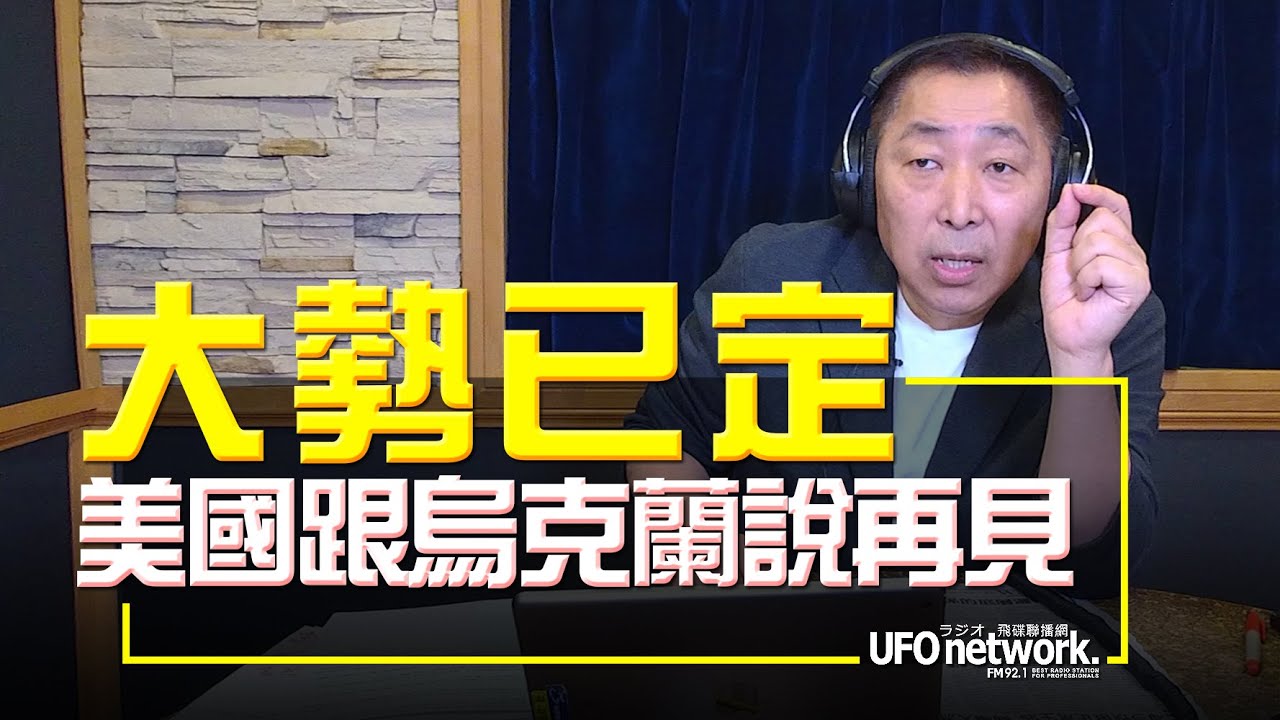 大勢已定
美國跟烏克蘭說再見
ラジオ 飛碟聯播網
UFO network.
FM92.1 BEST RADIO STATION
FOR PROFESSIONALS